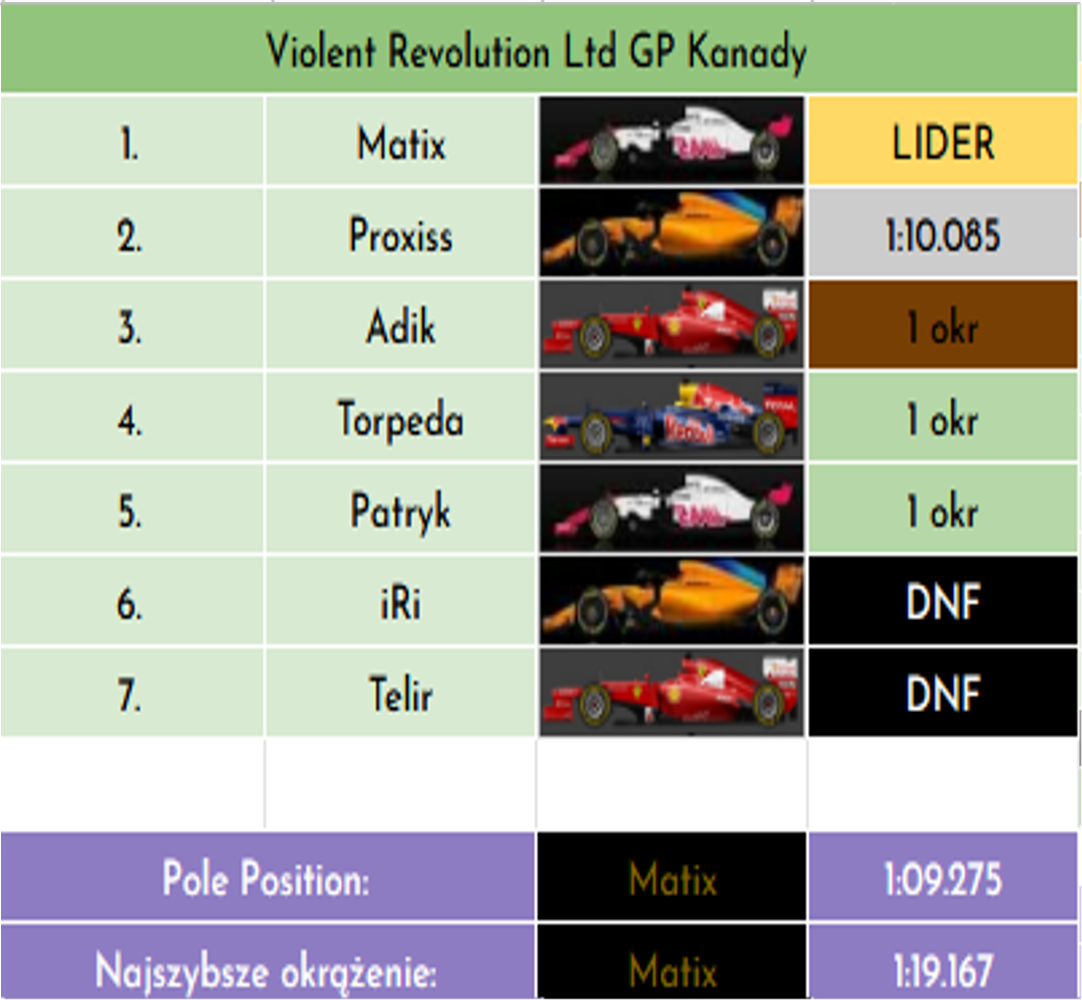 Violent Revolution Ltd GP Kanady
1. Matix LIDER
2. Proxiss 1:10.085
3. Adik 1 okr
4. Torpeda 1 okr
5. Patryk 1 okr
6. iRi DNF
7. Telir DNF
Pole Position: Matix 1:09.275
Najszybsze okrążenie: Matix 1:19.167